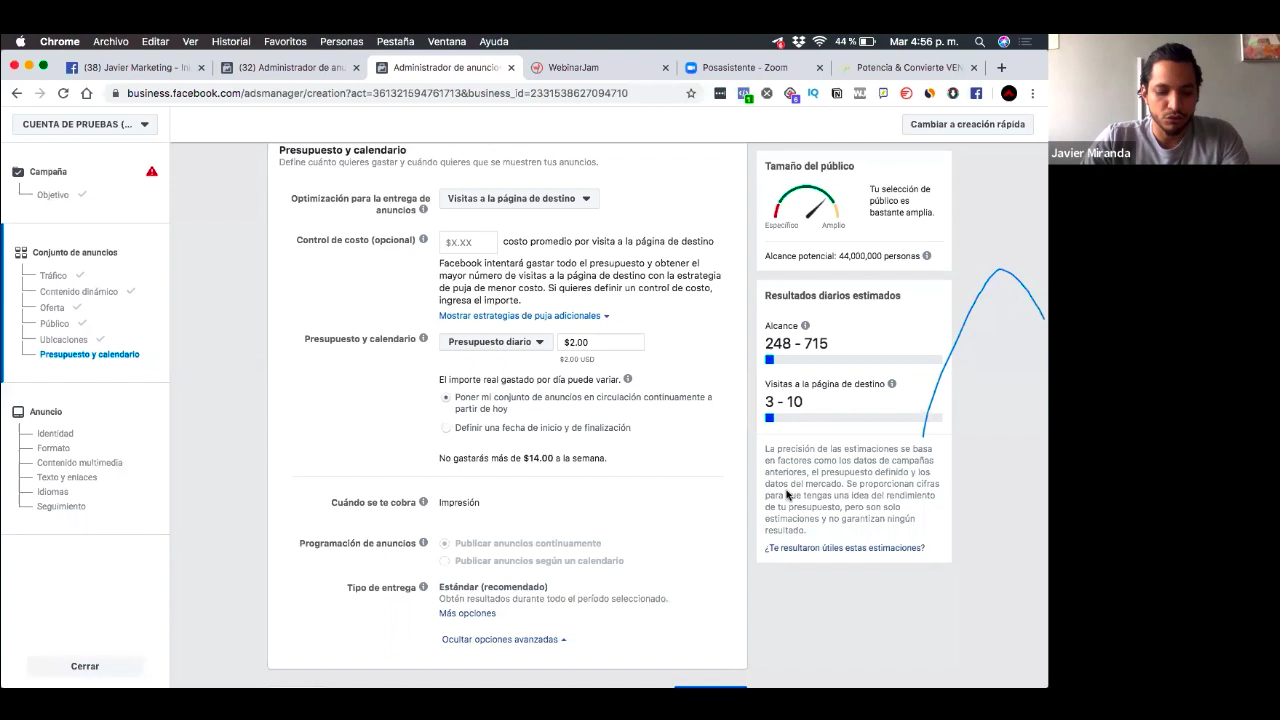 Chrome Archivo Editar Ver Historial Favoritos Personas Pestaña Ventana Ayuda 44 % Mar 4:56 p. m.
(38) Javier Marketing - Ini
(32) Administrador de anu
Administrador de anuncio
WebinarJam
Posasistente - Zoom
Potencia & Convierte VEN
business.facebook.com/adsmanager/creation?act=361321594761713&business_id=2331538627094710
CUENTA DE PRUEBAS (...
Cambiar a creación rápida
Javier Miranda
Campaña
Objetivo
Conjunto de anuncios
Tráfico
Contenido dinámico
Oferta
Público
Ubicaciones
Presupuesto y calendario
Anuncio
Identidad
Formato
Contenido multimedia
Texto y enlaces
Idiomas
Seguimiento
Cerrar
Presupuesto y calendario
Define cuánto quieres gastar y cuándo quieres que se muestren tus anuncios.
Optimización para la entrega de
anuncios
Visitas a la página de destino
Control de costo (opcional)
$X.XX
costo promedio por visita a la página de destino
Facebook intentará gastar todo el presupuesto y obtener el
mayor número de visitas a la página de destino con la estrategia
de puja de menor costo. Si quieres definir un control de costo,
ingresa el importe.
Mostrar estrategias de puja adicionales
Presupuesto y calendario
Presupuesto diario
$2.00
$2.00 USD
El importe real gastado por día puede variar.
Poner mi conjunto de anuncios en circulación continuamente a
partir de hoy
Definir una fecha de inicio y de finalización
No gastarás más de $14.00 a la semana.
Cuándo se te cobra
Impresión
Programación de anuncios
Publicar anuncios continuamente
Publicar anuncios según un calendario
Tipo de entrega
Estándar (recomendado)
Obtén resultados durante todo el período seleccionado.
Más opciones
Ocultar opciones avanzadas
Tamaño del público
Específico
Amplio
Tu selección de
público es
bastante amplia.
Alcance potencial: 44,000,000 personas
Resultados diarios estimados
Alcance
248 - 715
Visitas a la página de destino
3 - 10
La precisión de las estimaciones se basa
en factores como los datos de campañas
anteriores, el presupuesto definido y los
datos del mercado. Se proporcionan cifras
para que tengas una idea del rendimiento
de tu presupuesto, pero son solo
estimaciones y no garantizan ningún
resultado.
¿Te resultaron útiles estas estimaciones?